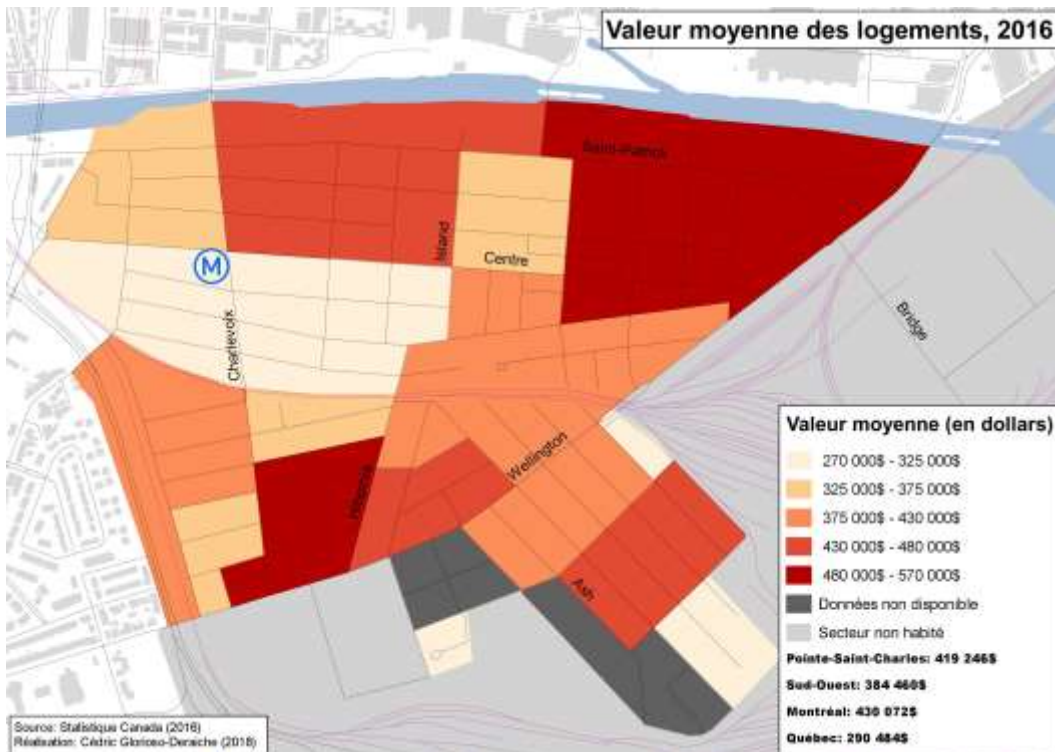 Valeur moyenne des logements, 2016
Saint-Patrick
Island
Centre
M
Charlevoix
Bridge
Wellington
Hibernia
Ash
Valeur moyenne (en dollars)
270 000$ - 325 000$
325 000$ - 375 000$
375 000$ - 430 000$
430 000$ - 480 000$
480 000$ - 570 000$
Données non disponible
Secteur non habité
Pointe-Saint-Charles: 419 246$
Sud-Ouest: 384 460$
Montréal: 430 072$
Québec: 290 484$
Source: Statistique Canada (2016)
Réalisation: Cédric Glorioso-Deraiche (2018)